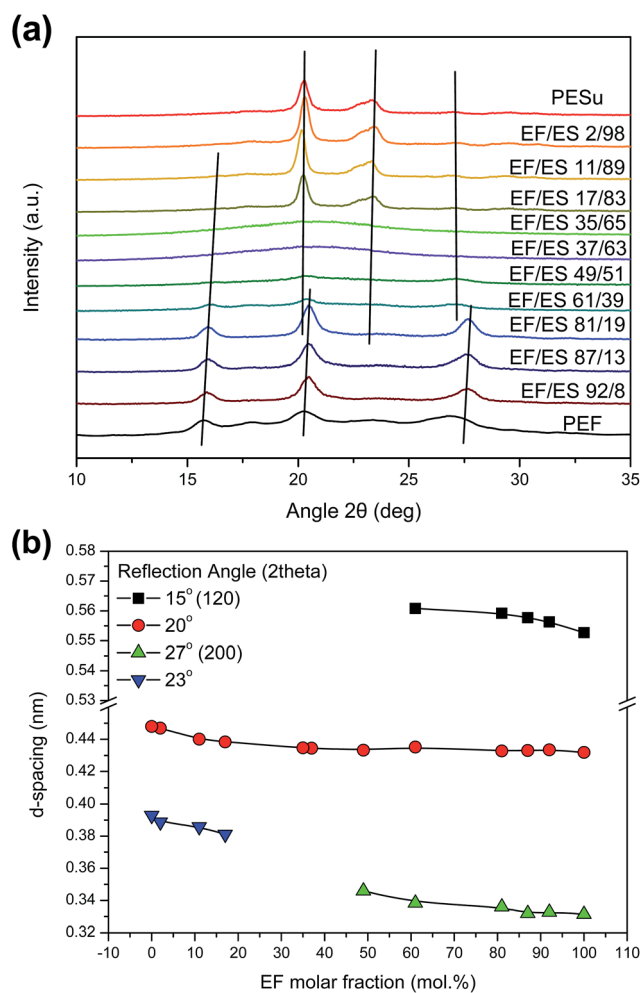 (a)
Intensity (a.u.)
PESu
EF/ES 2/98
EF/ES 11/89
EF/ES 17/83
EF/ES 35/65
EF/ES 37/63
EF/ES 49/51
EF/ES 61/39
EF/ES 81/19
EF/ES 87/13
EF/ES 92/8
PEF
10 15 20 25 30 35
Angle 2θ (deg)
(b)
Reflection Angle (2theta)
15° (120)
20°
27° (200)
23°
d-spacing (nm)
0.58
0.57
0.56
0.55
0.54
0.53
0.44
0.42
0.40
0.38
0.36
0.34
0.32
-10 0 10 20 30 40 50 60 70 80 90 100 110
EF molar fraction (mol.%)